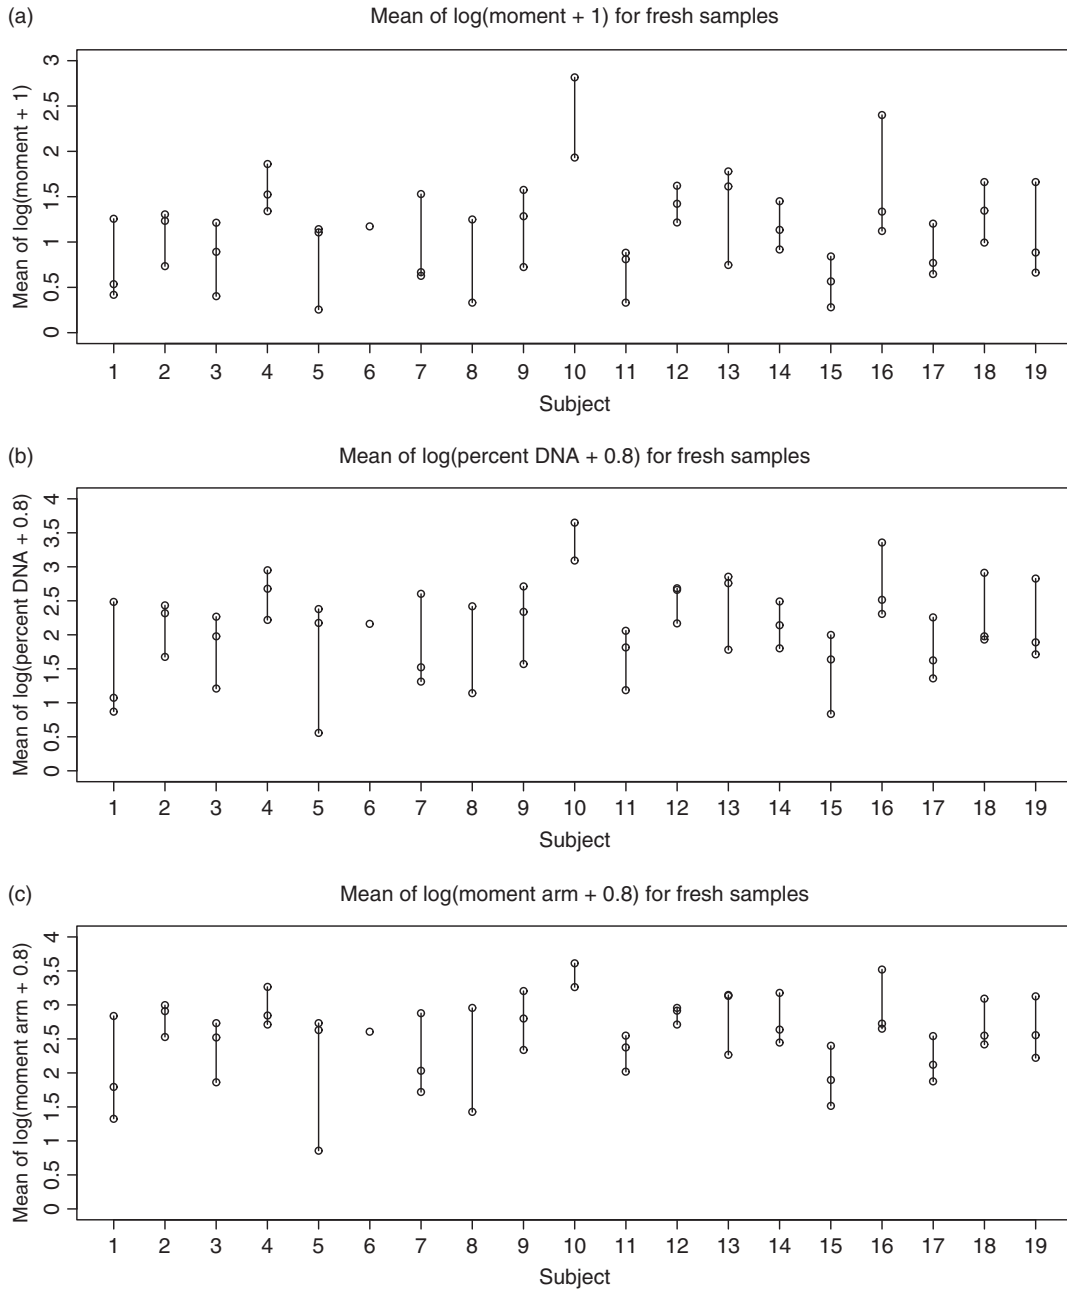 (a)
Mean of log(moment + 1) for fresh samples
Mean of log(moment + 1)
3
2.5
2
1.5
1
0.5
0
1 2 3 4 5 6 7 8 9 10 11 12 13 14 15 16 17 18 19
Subject
(b)
Mean of log(percent DNA + 0.8) for fresh samples
Mean of log(percent DNA + 0.8)
4
3.5
3
2.5
2
1.5
1
0.5
0
1 2 3 4 5 6 7 8 9 10 11 12 13 14 15 16 17 18 19
Subject
(c)
Mean of log(moment arm + 0.8) for fresh samples
Mean of log(moment arm + 0.8)
4
3.5
3
2.5
2
1.5
1
0.5
0
1 2 3 4 5 6 7 8 9 10 11 12 13 14 15 16 17 18 19
Subject